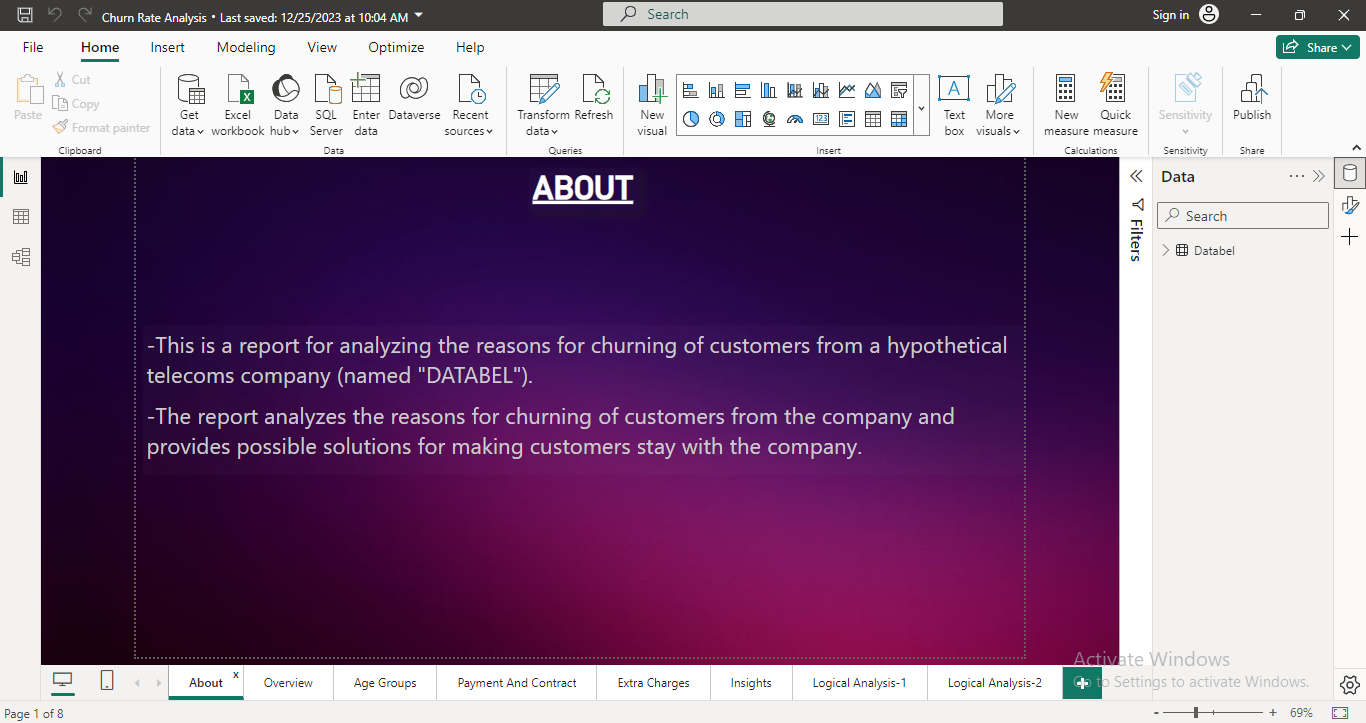 Churn Rate Analysis • Last saved: 12/25/2023 at 10:04 AM
Search
Sign in
File
Home
Insert
Modeling
View
Optimize
Help
Share
Paste
Cut
Copy
Format painter
Clipboard
Get data
Excel workbook
Data hub
SQL Server
Enter data
Dataverse
Recent sources
Data
Transform data
Refresh
Queries
New visual
123
A
Text box
More visuals
Insert
New measure
Quick measure
Calculations
Sensitivity
Sensitivity
Publish
Share
ABOUT
-This is a report for analyzing the reasons for churning of customers from a hypothetical
telecoms company (named "DATABEL").
-The report analyzes the reasons for churning of customers from the company and
provides possible solutions for making customers stay with the company.
Filters
Data
Search
Databel
Activate Windows
Go to Settings to activate Windows.
About x
Overview
Age Groups
Payment And Contract
Extra Charges
Insights
Logical Analysis-1
Logical Analysis-2
+
Page 1 of 8
- + 69%